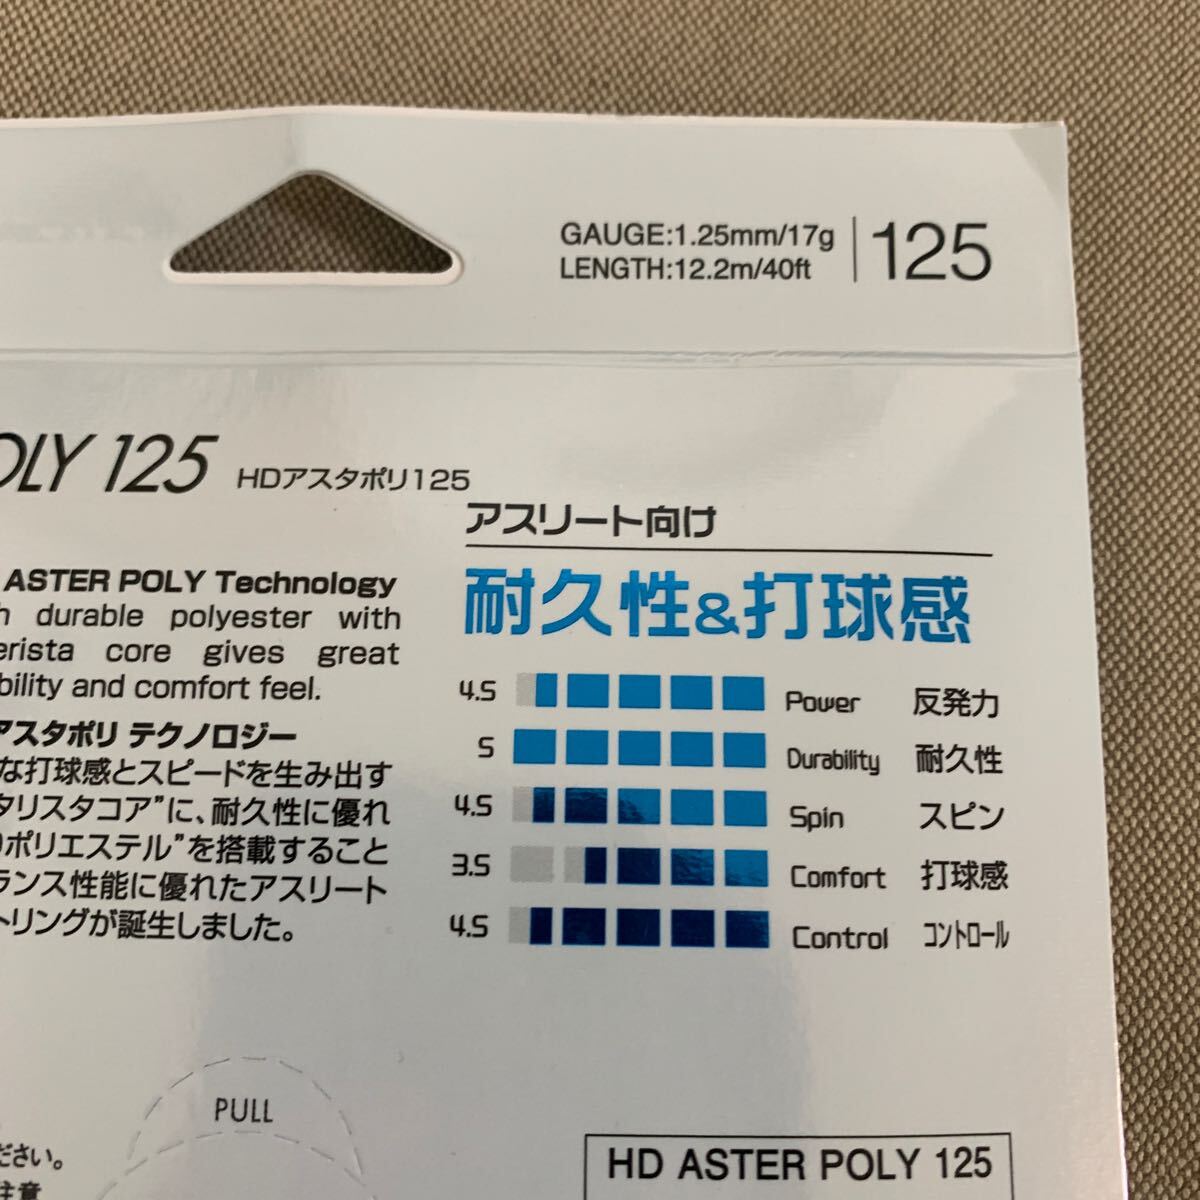 GAUGE:1.25mm/17g
LENGTH:12.2m/40ft
125
OLY 125 HDアスタポリ125
アスリート向け
耐久性&打球感
ASTER POLY Technology
durable polyester with
core gives great
and comfort feel.
アスタポリ テクノロジー
な打球感とスピードを生み出す
タリスタコア”に、耐久性に優れ
ポリエステル”を搭載すること
ランス性能に優れたアスリート
トリングが誕生しました。
4.5 Power 反発力
5 Durability 耐久性
4.5 Spin スピン
3.5 Comfort 打球感
4.5 Control コントロール
PULL
ださい。
注意
HD ASTER POLY 125